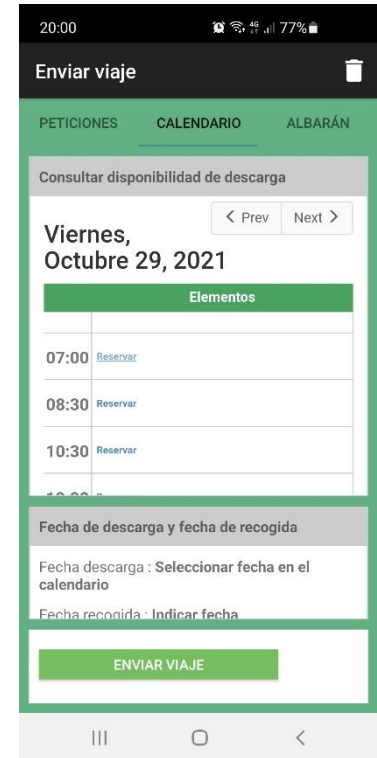 20:00 4G 77%
Enviar viaje
PETICIONES CALENDARIO ALBARÁN
Consultar disponibilidad de descarga
Prev Next
Viernes,
Octubre 29, 2021
Elementos
07:00 Reservar
08:30 Reservar
10:30 Reservar
Fecha de descarga y fecha de recogida
Fecha descarga : Seleccionar fecha en el
calendario
Fecha recogida : Indicar fecha
ENVIAR VIAJE